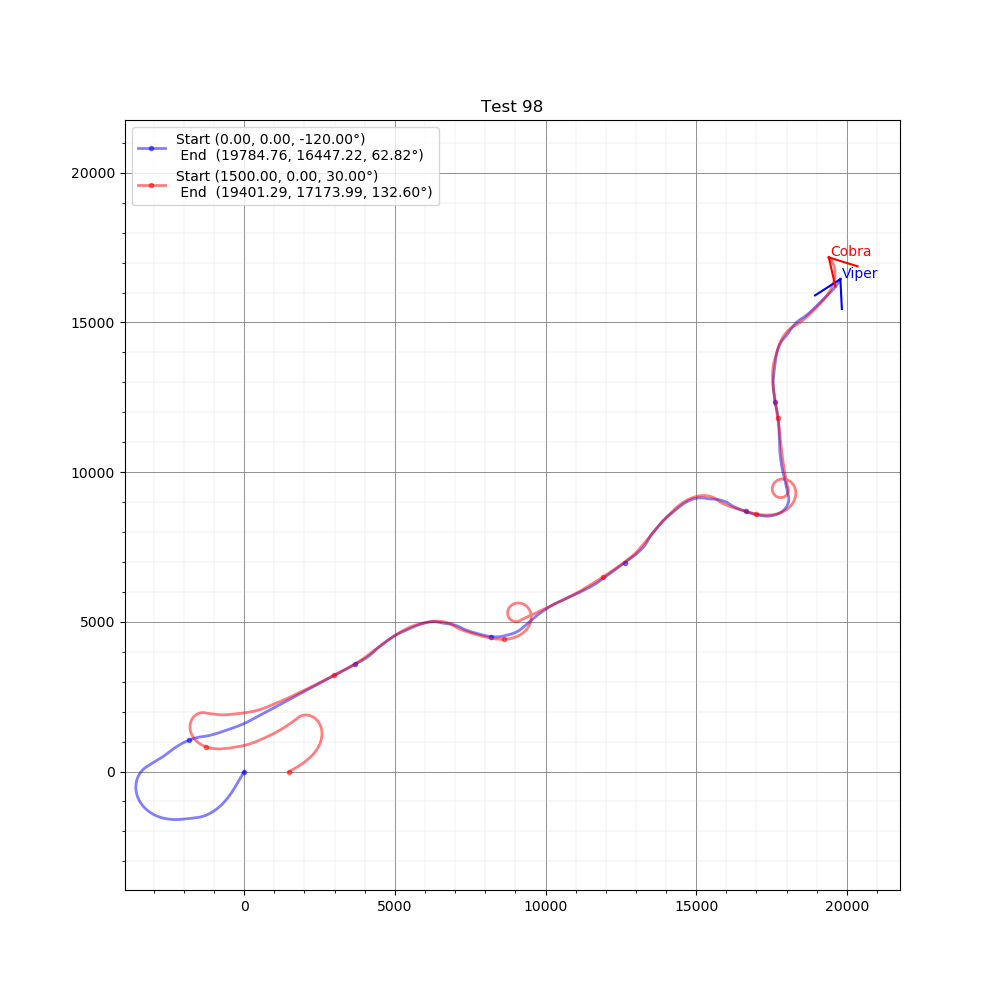 Test 98
Start (0.00, 0.00, -120.00°)
End  (19784.76, 16447.22, 62.82°)
Start (1500.00, 0.00, 30.00°)
End  (19401.29, 17173.99, 132.60°)
20000
15000
10000
5000
0
Cobra
Viper
0
5000
10000
15000
20000